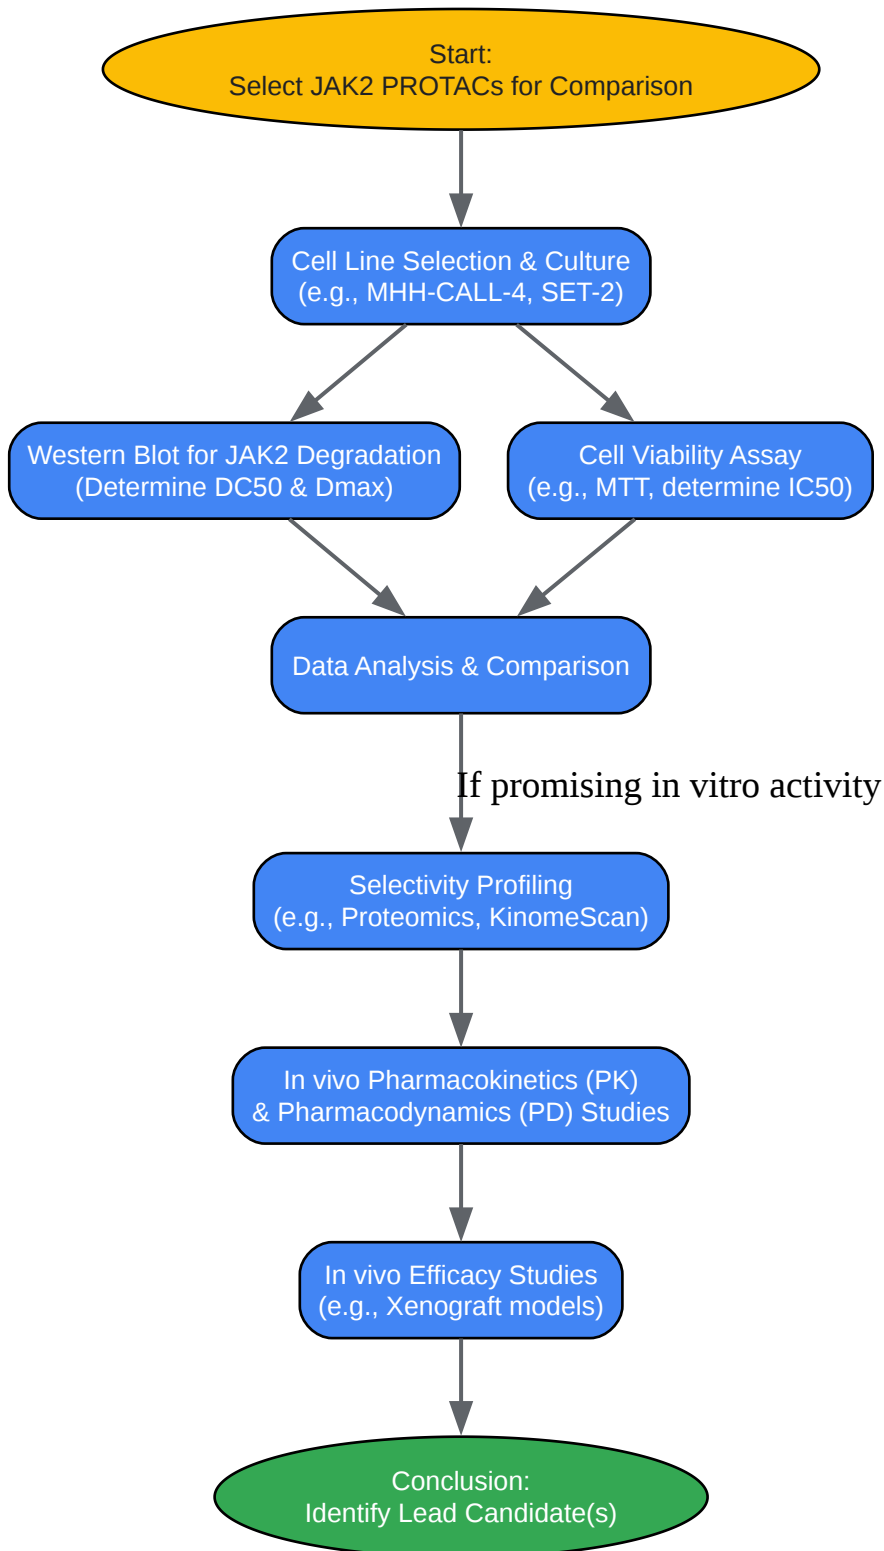 Start:
Select JAK2 PROTACs for Comparison
Cell Line Selection & Culture
(e.g., MHH-CALL-4, SET-2)
Western Blot for JAK2 Degradation
(Determine DC50 & Dmax)
Cell Viability Assay
(e.g., MTT, determine IC50)
Data Analysis & Comparison
If promising in vitro activity
Selectivity Profiling
(e.g., Proteomics, KinomeScan)
In vivo Pharmacokinetics (PK)
& Pharmacodynamics (PD) Studies
In vivo Efficacy Studies
(e.g., Xenograft models)
Conclusion:
Identify Lead Candidate(s)